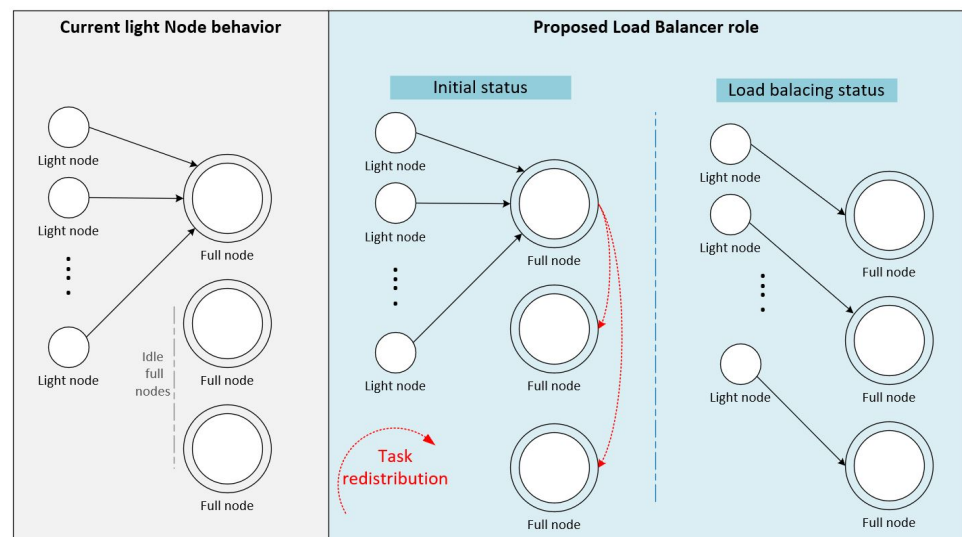 Current light Node behavior
Light node
Light node
Light node
Full node
Full node
Full node
Idle
full
nodes
Proposed Load Balancer role
Initial status
Light node
Light node
Light node
Full node
Full node
Full node
Task
redistribution
Load balacing status
Light node
Light node
Light node
Full node
Full node
Full node